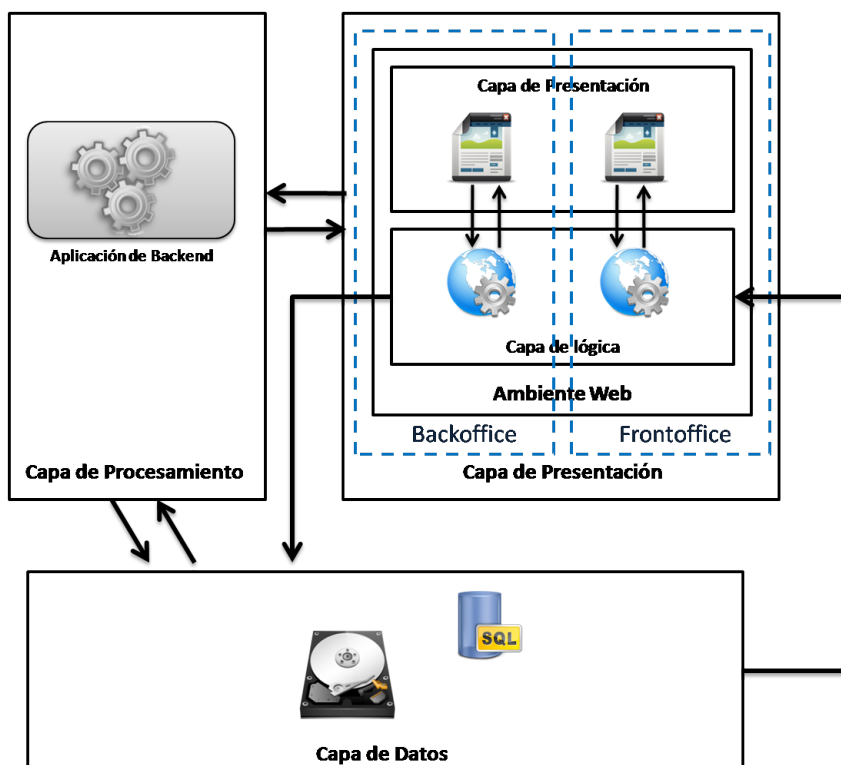 Capa de Presentación
Aplicación de Backend
Capa de lógica
Ambiente Web
Backoffice
Frontoffice
Capa de Procesamiento
Capa de Presentación
SQL
Capa de Datos